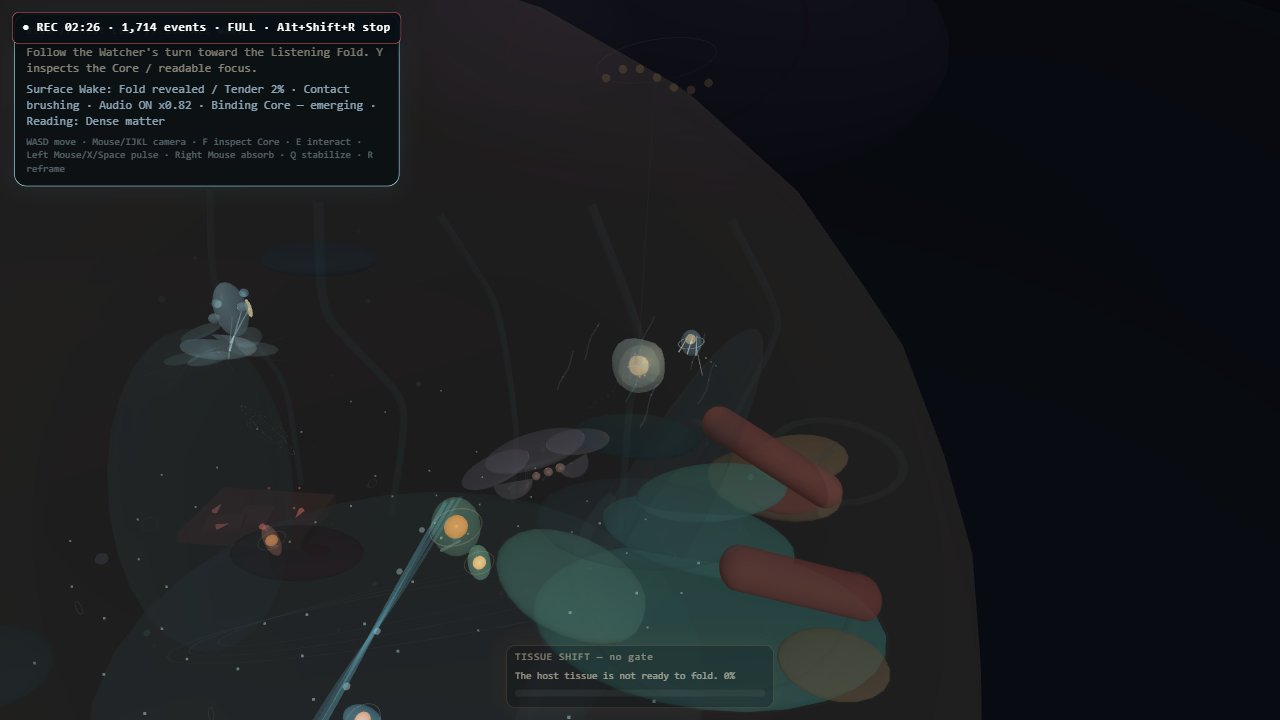 ● REC 02:26 · 1,714 events · FULL · Alt+Shift+R stop
Follow the Watcher's turn toward the Listening Fold. Y
inspects the Core / readable focus.
Surface Wake: Fold revealed / Tender 2% · Contact
brushing · Audio ON x0.82 · Binding Core — emerging ·
Reading: Dense matter
WASD move · Mouse/IJKL camera · F inspect Core · E interact ·
Left Mouse/X/Space pulse · Right Mouse absorb · Q stabilize · R
reframe
TISSUE SHIFT — no gate
The host tissue is not ready to fold. 0%